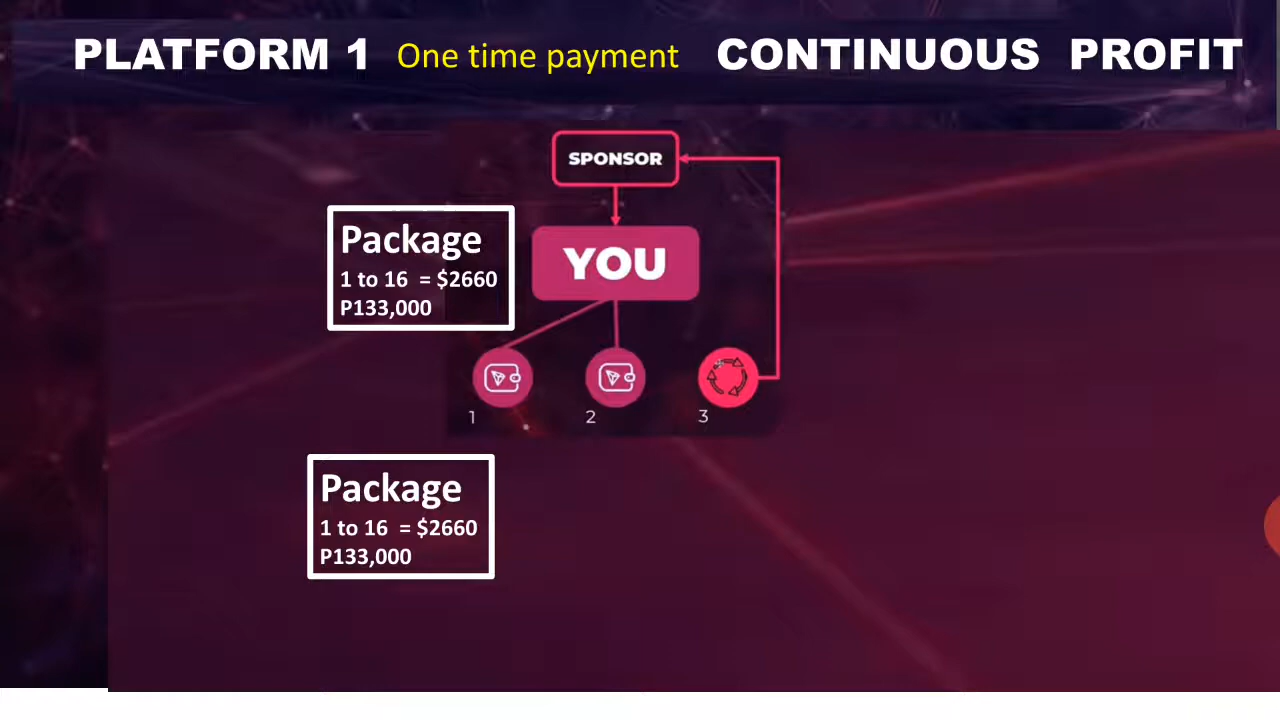 PLATFORM 1 One time payment CONTINUOUS PROFIT
SPONSOR
YOU
Package
1 to 16 = $2660
P133,000
1 2 3
Package
1 to 16 = $2660
P133,000